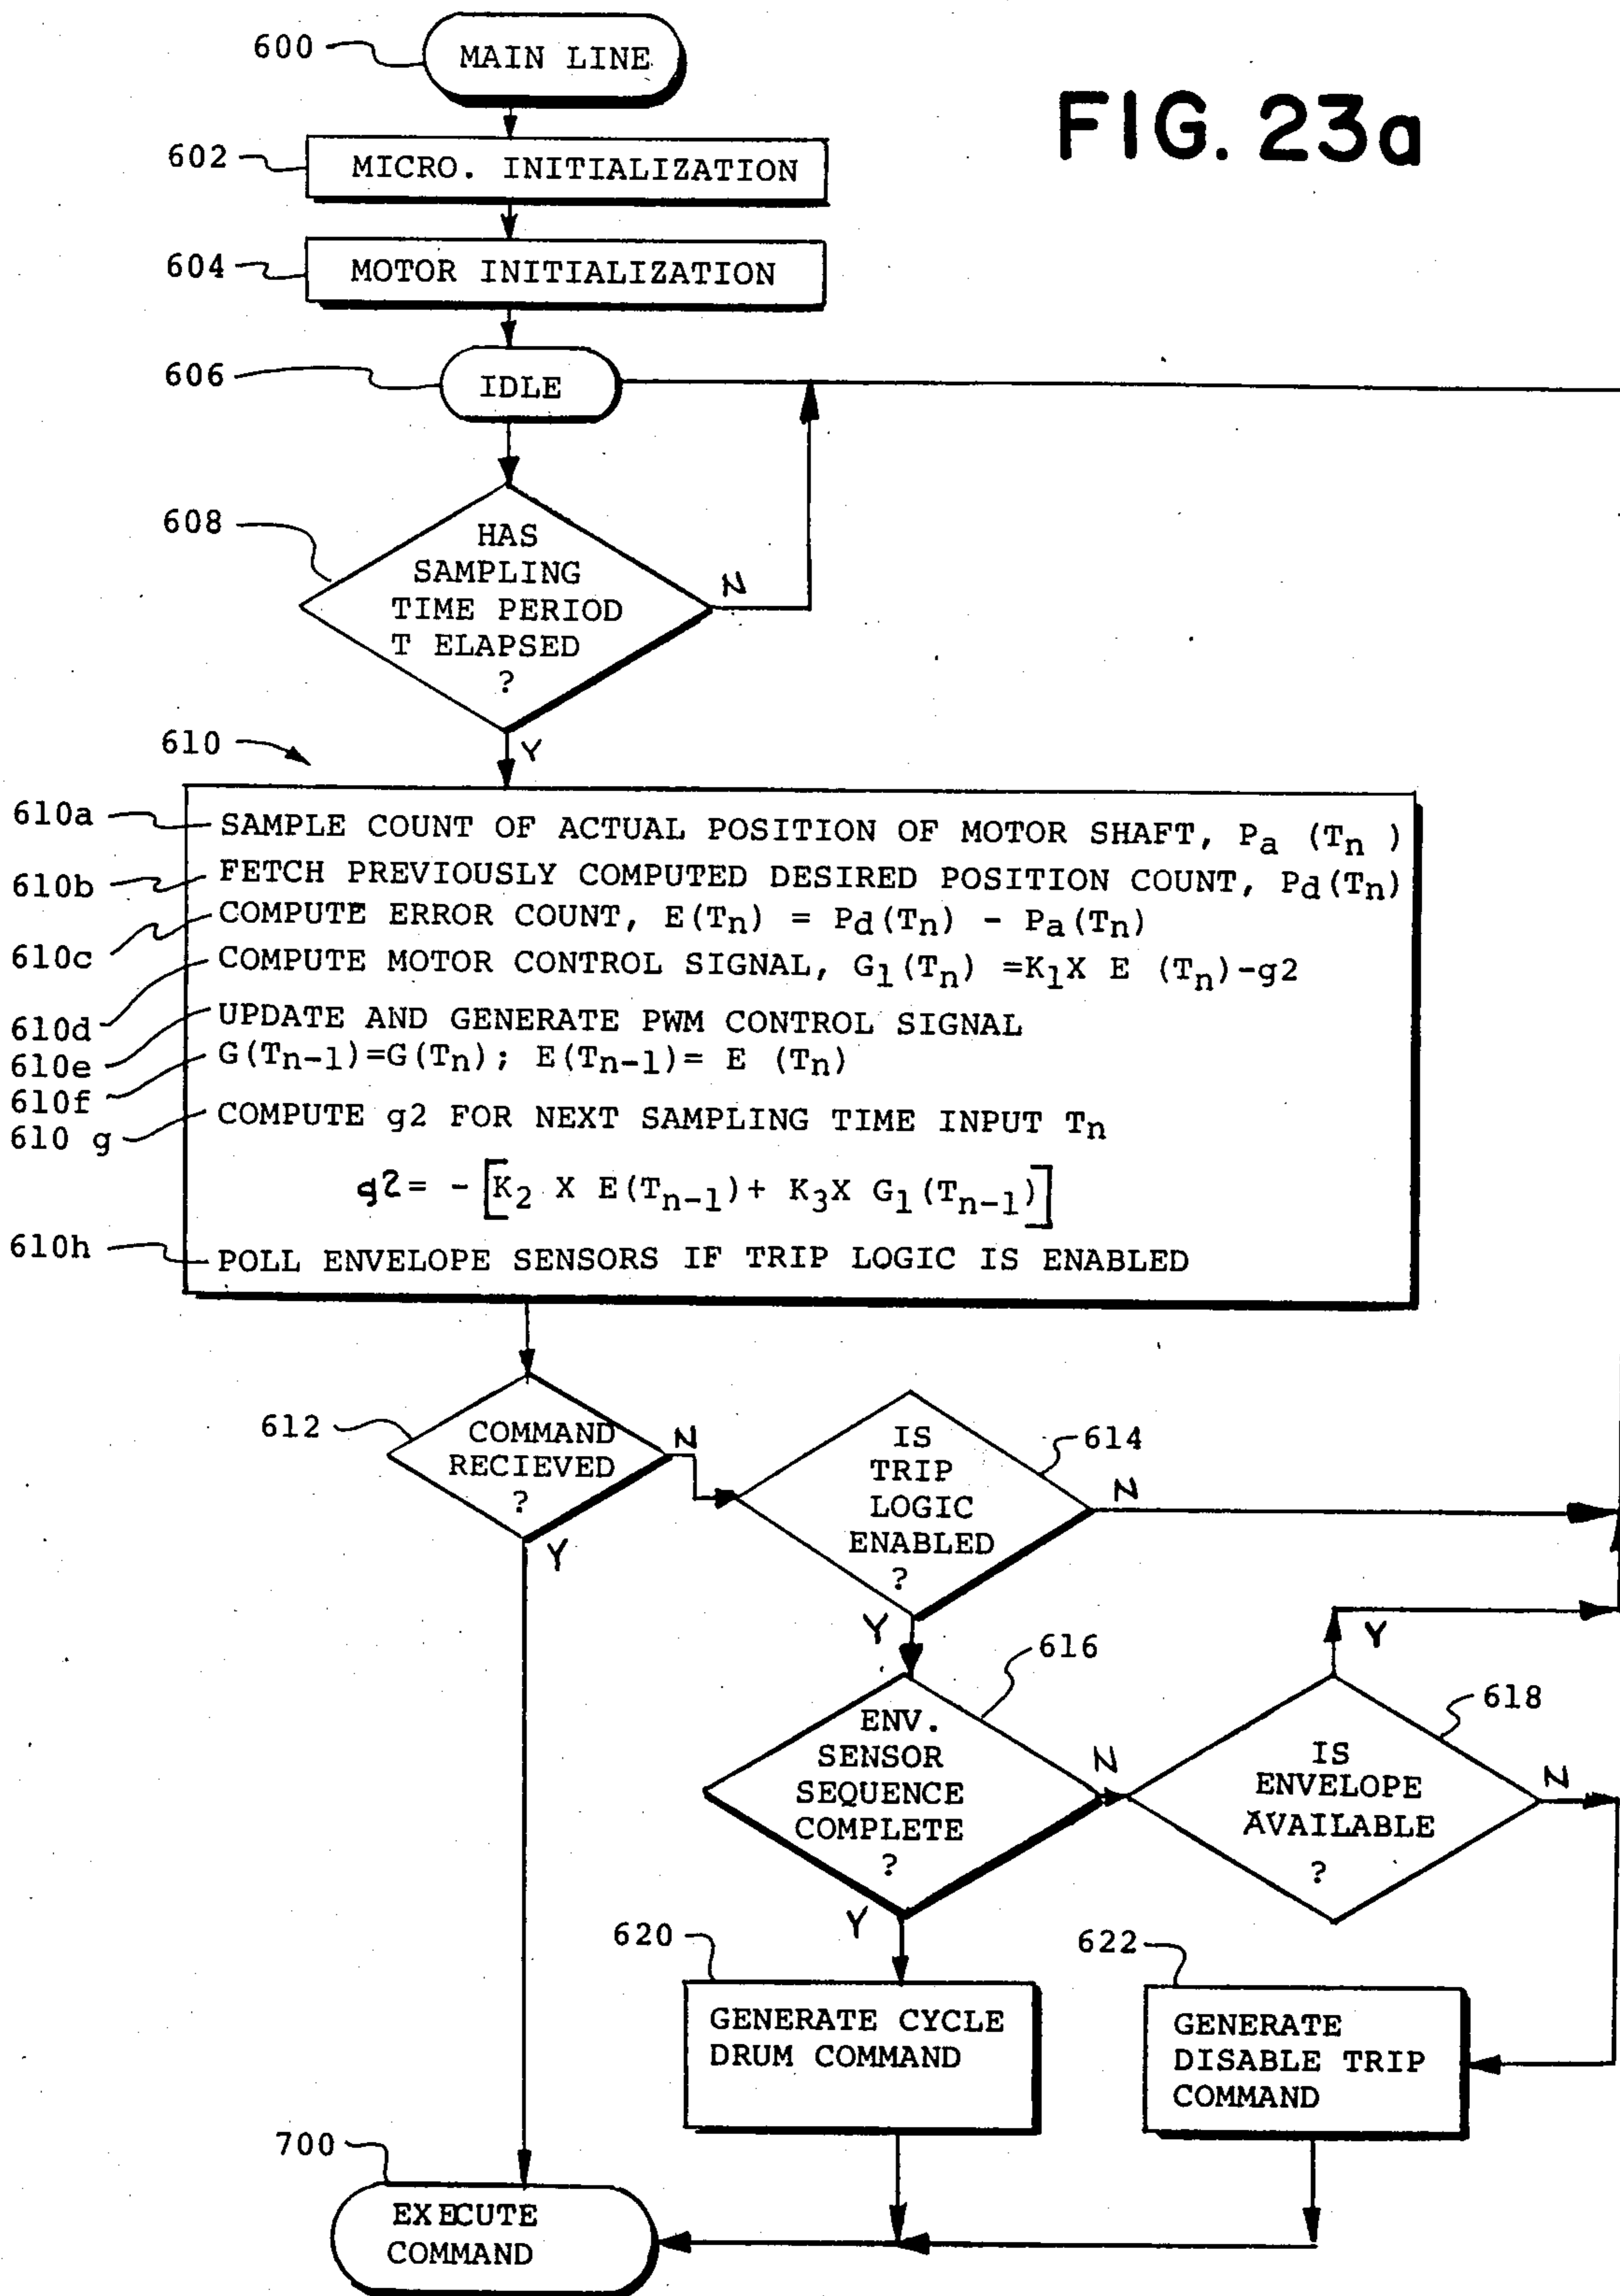 FIG. 23a
600
MAIN LINE
602
MICRO. INITIALIZATION
604
MOTOR INITIALIZATION
606
IDLE
608
HAS
SAMPLING
TIME PERIOD
T ELAPSED
?
N
Y
610
610a
SAMPLE COUNT OF ACTUAL POSITION OF MOTOR SHAFT, Pa (Tn )
610b
FETCH PREVIOUSLY COMPUTED DESIRED POSITION COUNT, Pd(Tn)
610c
COMPUTE ERROR COUNT, E(Tn) = Pd(Tn) - Pa(Tn)
610d
COMPUTE MOTOR CONTROL SIGNAL, G1(Tn) =K1X E (Tn)-g2
610e
UPDATE AND GENERATE PWM CONTROL SIGNAL
610f
G(Tn-1)=G(Tn); E(Tn-1)= E (Tn)
610 g
COMPUTE g2 FOR NEXT SAMPLING TIME INPUT Tn
g2= -[K2 X E(Tn-1)+ K3X G1(Tn-1)]
610h
POLL ENVELOPE SENSORS IF TRIP LOGIC IS ENABLED
612
COMMAND
RECIEVED
?
N
Y
614
IS
TRIP
LOGIC
ENABLED
?
N
Y
616
ENV.
SENSOR
SEQUENCE
COMPLETE
?
N
Y
618
IS
ENVELOPE
AVAILABLE
?
Y
N
620
GENERATE CYCLE
DRUM COMMAND
622
GENERATE
DISABLE TRIP
COMMAND
700
EXECUTE
COMMAND